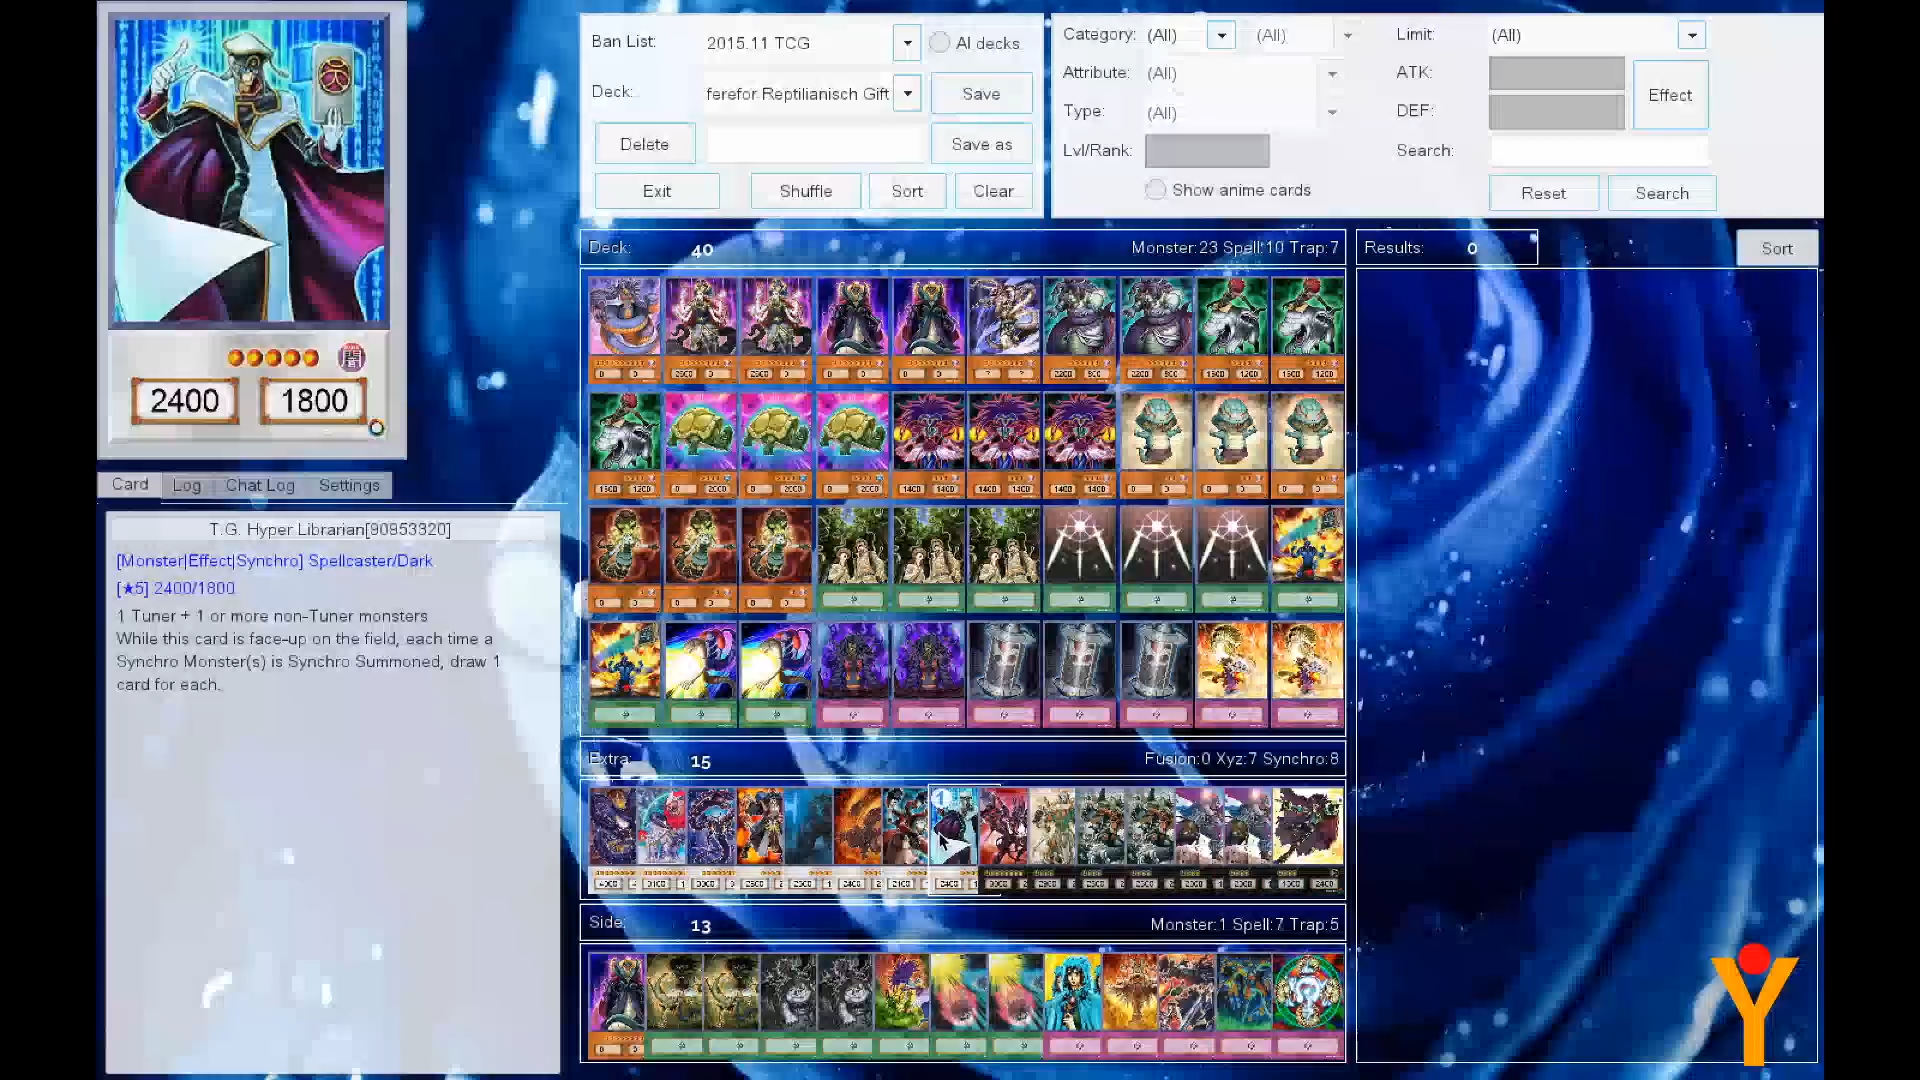 Ban List:
2015.11 TCG
AI decks
Deck:
ferefor Reptilianisch Gift
Save
Delete
Save as
Exit
Shuffle
Sort
Clear
Category:
(All)
(All)
Attribute:
(All)
Type:
(All)
Lvl/Rank:
Show anime cards
Limit:
(All)
ATK:
DEF:
Effect
Search:
Reset
Search
2400
1800
Card
Log
Chat Log
Settings
T.G. Hyper Librarian[90953320]
[Monster|Effect|Synchro] Spellcaster/Dark
[★5] 2400/1800
1 Tuner + 1 or more non-Tuner monsters
While this card is face-up on the field, each time a
Synchro Monster(s) is Synchro Summoned, draw 1
card for each.
Deck:
40
Monster:23 Spell:10 Trap:7
Results:
0
Sort
Extra:
15
Fusion:0 Xyz:7 Synchro:8
Side:
13
Monster:1 Spell:7 Trap:5
Y